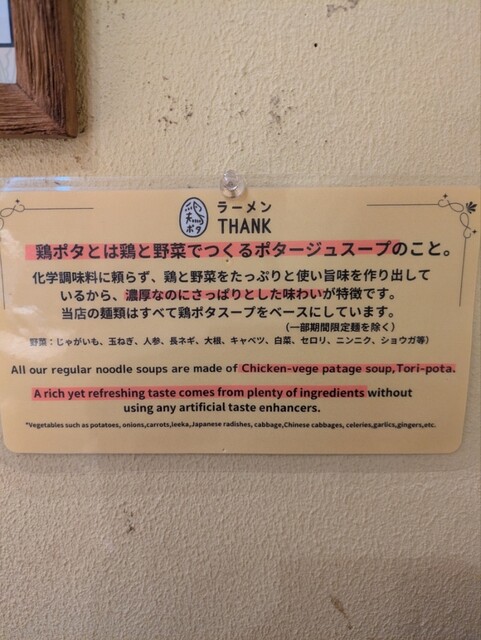 鶏ポタ
ラーメン
THANK
鶏ポタとは鶏と野菜でつくるポタージュスープのこと。
化学調味料に頼らず、鶏と野菜をたっぷりと使い旨味を作り出して
いるから、濃厚なのにさっぱりとした味わいが特徴です。
当店の麺類はすべて鶏ポタスープをベースにしています。
（一部期間限定麺を除く）
野菜：じゃがいも、玉ねぎ、人参、長ネギ、大根、キャベツ、白菜、セロリ、ニンニク、ショウガ等）
All our regular noodle soups are made of Chicken-vege patage soup,Tori-pota.
A rich yet refreshing taste comes from plenty of ingredients without
using any artificial taste enhancers.
*Vegetables such as potatoes, onions,carrots,leeka,Japanese radishes, cabbage,Chinese cabbages, celeries,garlics,gingers,etc.